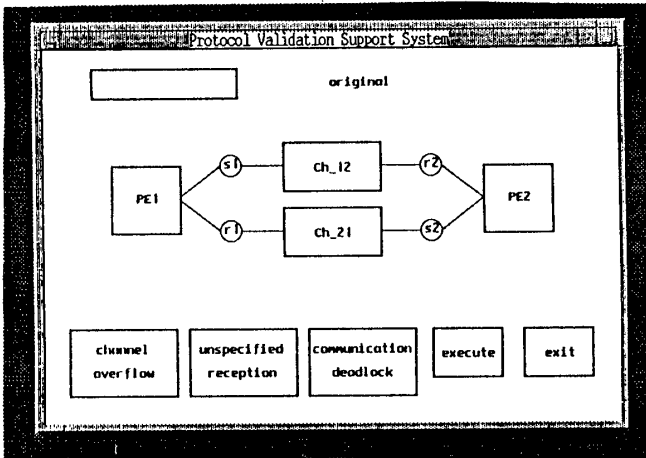 Protocol Validation Support System
original
s1
Ch_12
r2
PE1
PE2
r1
Ch_21
s2
channel
overflow
unspecified
reception
communication
deadlock
execute
exit